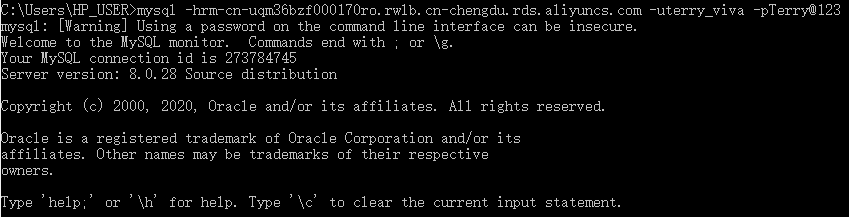 C:\Users\HP_USER>mysql -hrm-cn-uqm36bzf000170ro.rwlb.cn-chengdu.rds.aliyuncs.com -uterry_viva -pTerry@123
mysql: [Warning] Using a password on the command line interface can be insecure.
Welcome to the MySQL monitor.  Commands end with ; or \g.
Your MySQL connection id is 273784745
Server version: 8.0.28 Source distribution
Copyright (c) 2000, 2020, Oracle and/or its affiliates. All rights reserved.
Oracle is a registered trademark of Oracle Corporation and/or its
affiliates. Other names may be trademarks of their respective
owners.
Type 'help;' or '\h' for help. Type '\c' to clear the current input statement.